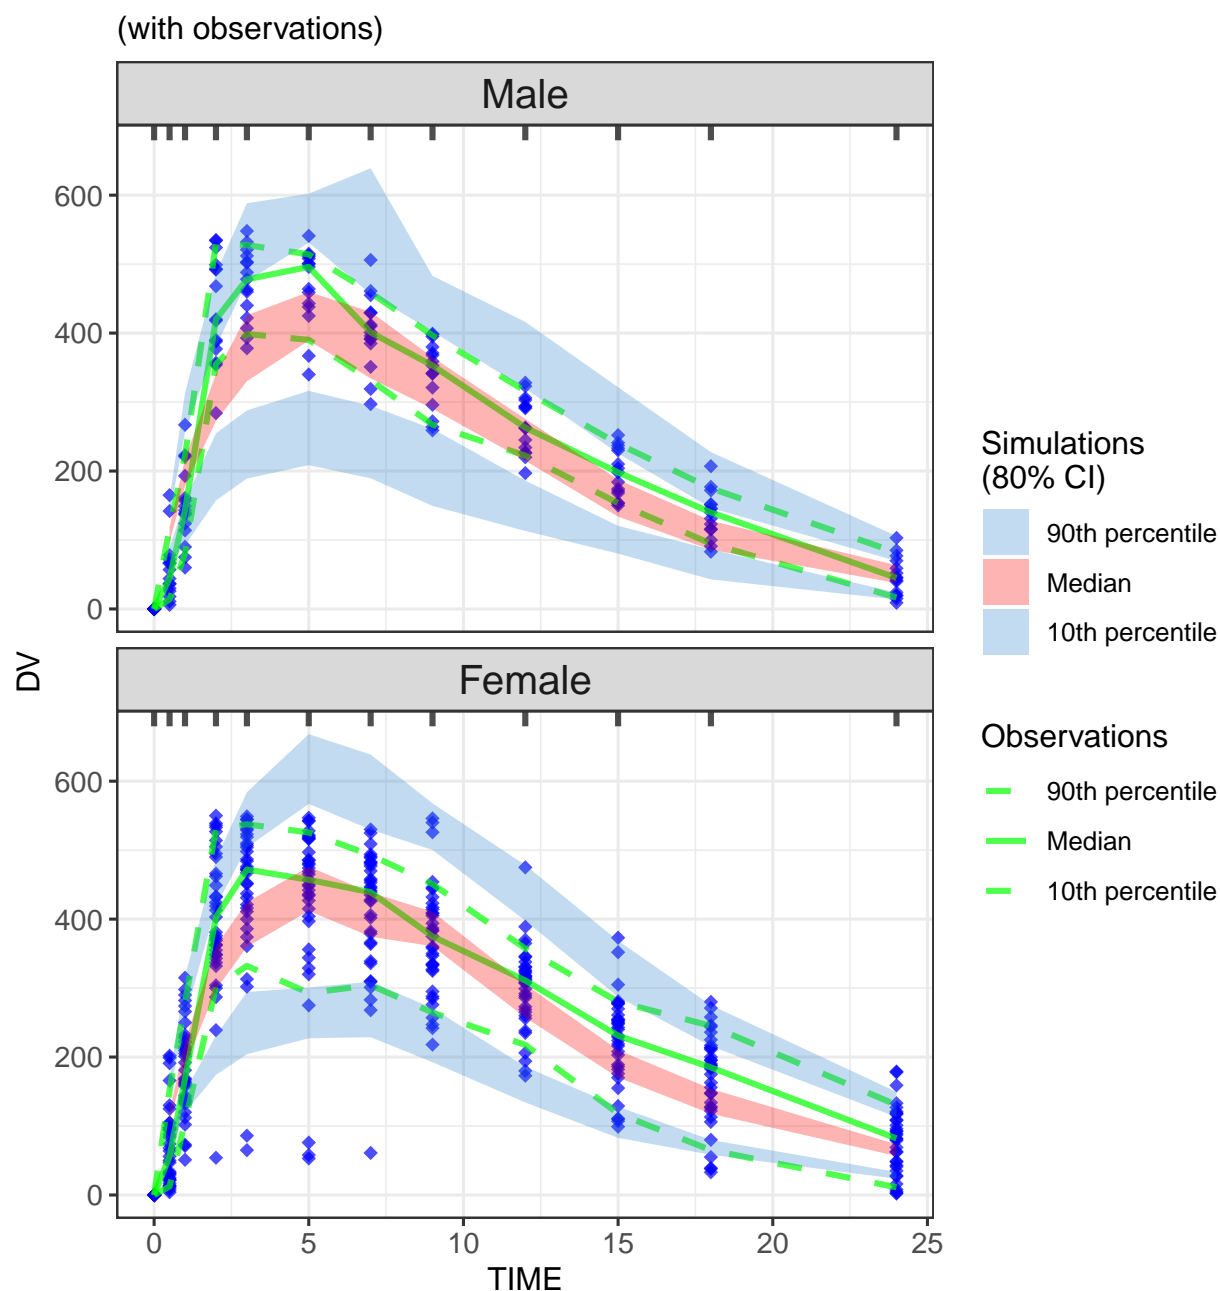 (with observations)
Male
600
400
200
0
DV
Female
600
400
200
0
0 5 10 15 20 25
TIME
Simulations
(80% CI)
90th percentile
Median
10th percentile
Observations
90th percentile
Median
10th percentile